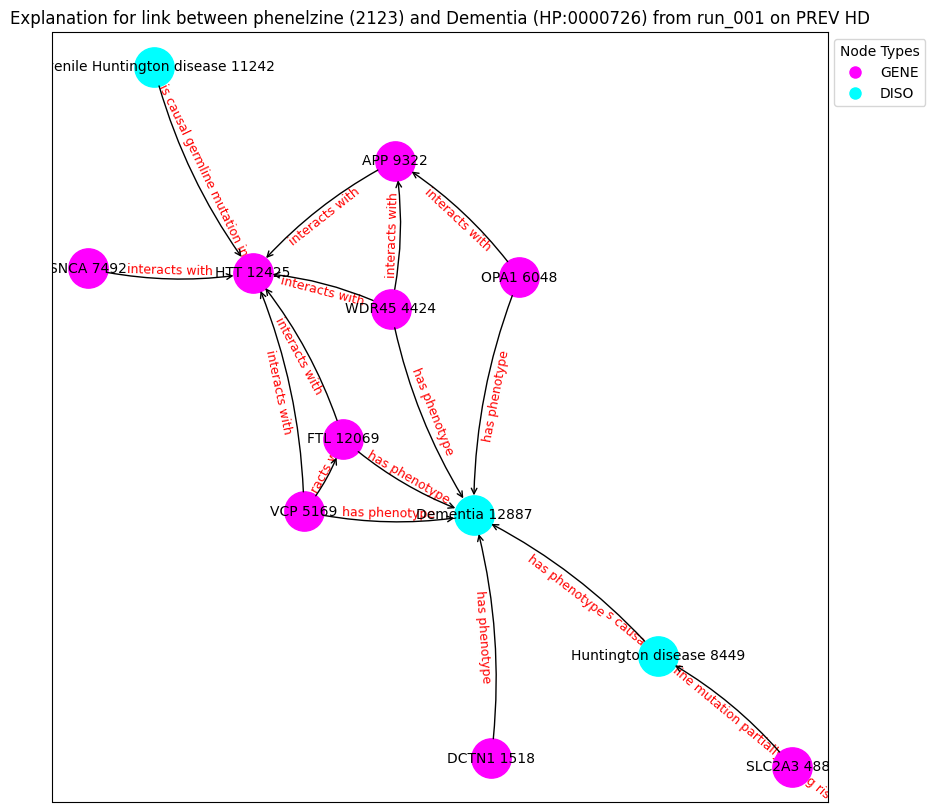 Explanation for link between phenelzine (2123) and Dementia (HP:0000726) from run_001 on PREV HD
Node Types
GENE
DISO
enile Huntington disease 11242
is causal germline mutation in
APP 9322
interacts with
interacts with
interacts with
SNCA 7492
interacts with
HTT 12425
OPA1 6048
interacts with
WDR45 4424
interacts with
interacts with
has phenotype
has phenotype
FTL 12069
has phenotype
racts w
VCP 5169
has phenotype
Dementia 12887
has phenotype
has phenotype
s causa
Huntington disease 8449
line mutation partiall
g ris
DCTN1 1518
SLC2A3 488